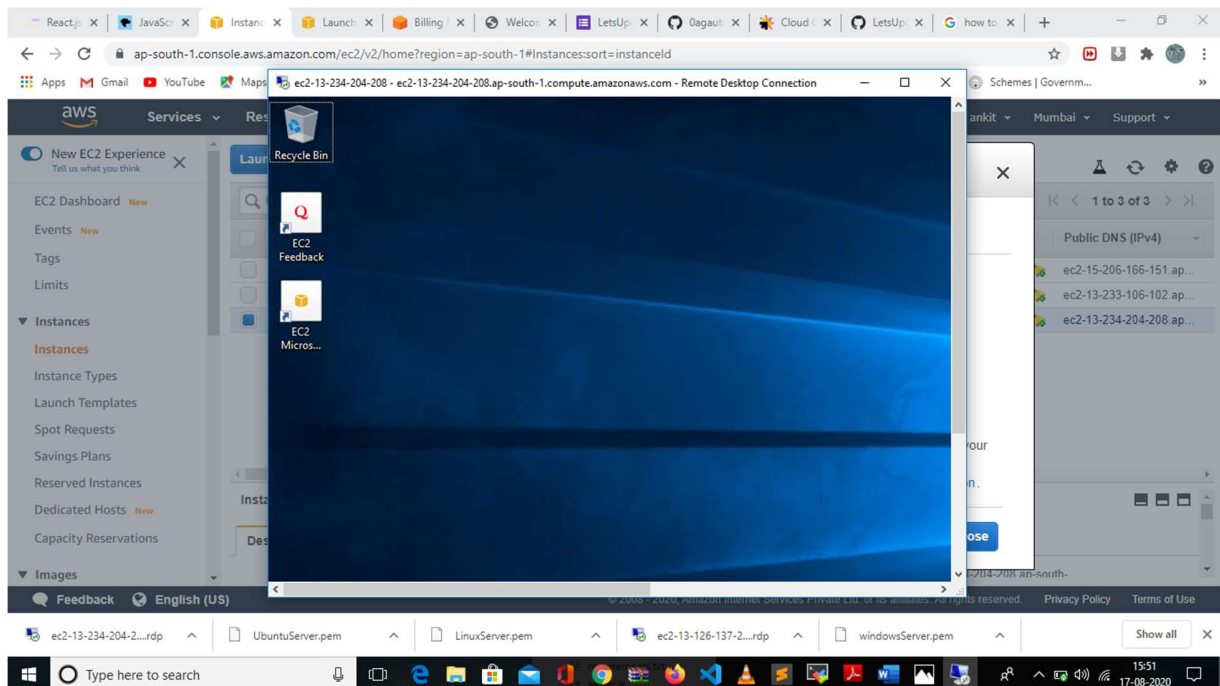 React.js
JavaScr
Instanc
Launch
Billing
Welcon
LetsUp
0agaut
Cloud
LetsUp
how to
ap-south-1.console.aws.amazon.com/ec2/v2/home?region=ap-south-1#Instances:sort=instanceId
Apps Gmail YouTube Maps
Schemes | Governm...
ec2-13-234-204-208 - ec2-13-234-204-208.ap-south-1.compute.amazonaws.com - Remote Desktop Connection
aws Services Res
ankit Mumbai Support
New EC2 Experience
Tell us what you think
Laun
Recycle Bin
EC2 Dashboard New
Events New
Tags
Limits
Instances
Instances
Instance Types
Launch Templates
Spot Requests
Savings Plans
Reserved Instances
Dedicated Hosts New
Capacity Reservations
Images
EC2
Feedback
EC2
Micros...
1 to 3 of 3
Public DNS (IPv4)
ec2-15-206-166-151.ap...
ec2-13-233-106-102.ap...
ec2-13-234-204-208.ap...
your
n.
ose
Insta
Des
Feedback English (US)
© 2008 - 2020, Amazon Internet Services Private Ltd. or its affiliates. All rights reserved. Privacy Policy Terms of Use
ec2-13-234-204-2....rdp
UbuntuServer.pem
LinuxServer.pem
ec2-13-126-137-2....rdp
windowsServer.pem
Show all
Type here to search
15:51
17-08-2020